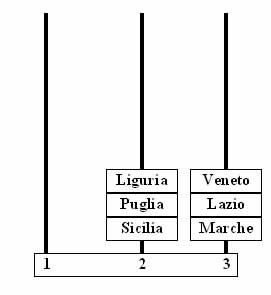 Liguria Veneto
Puglia Lazio
Sicilia Marche
1 2 3